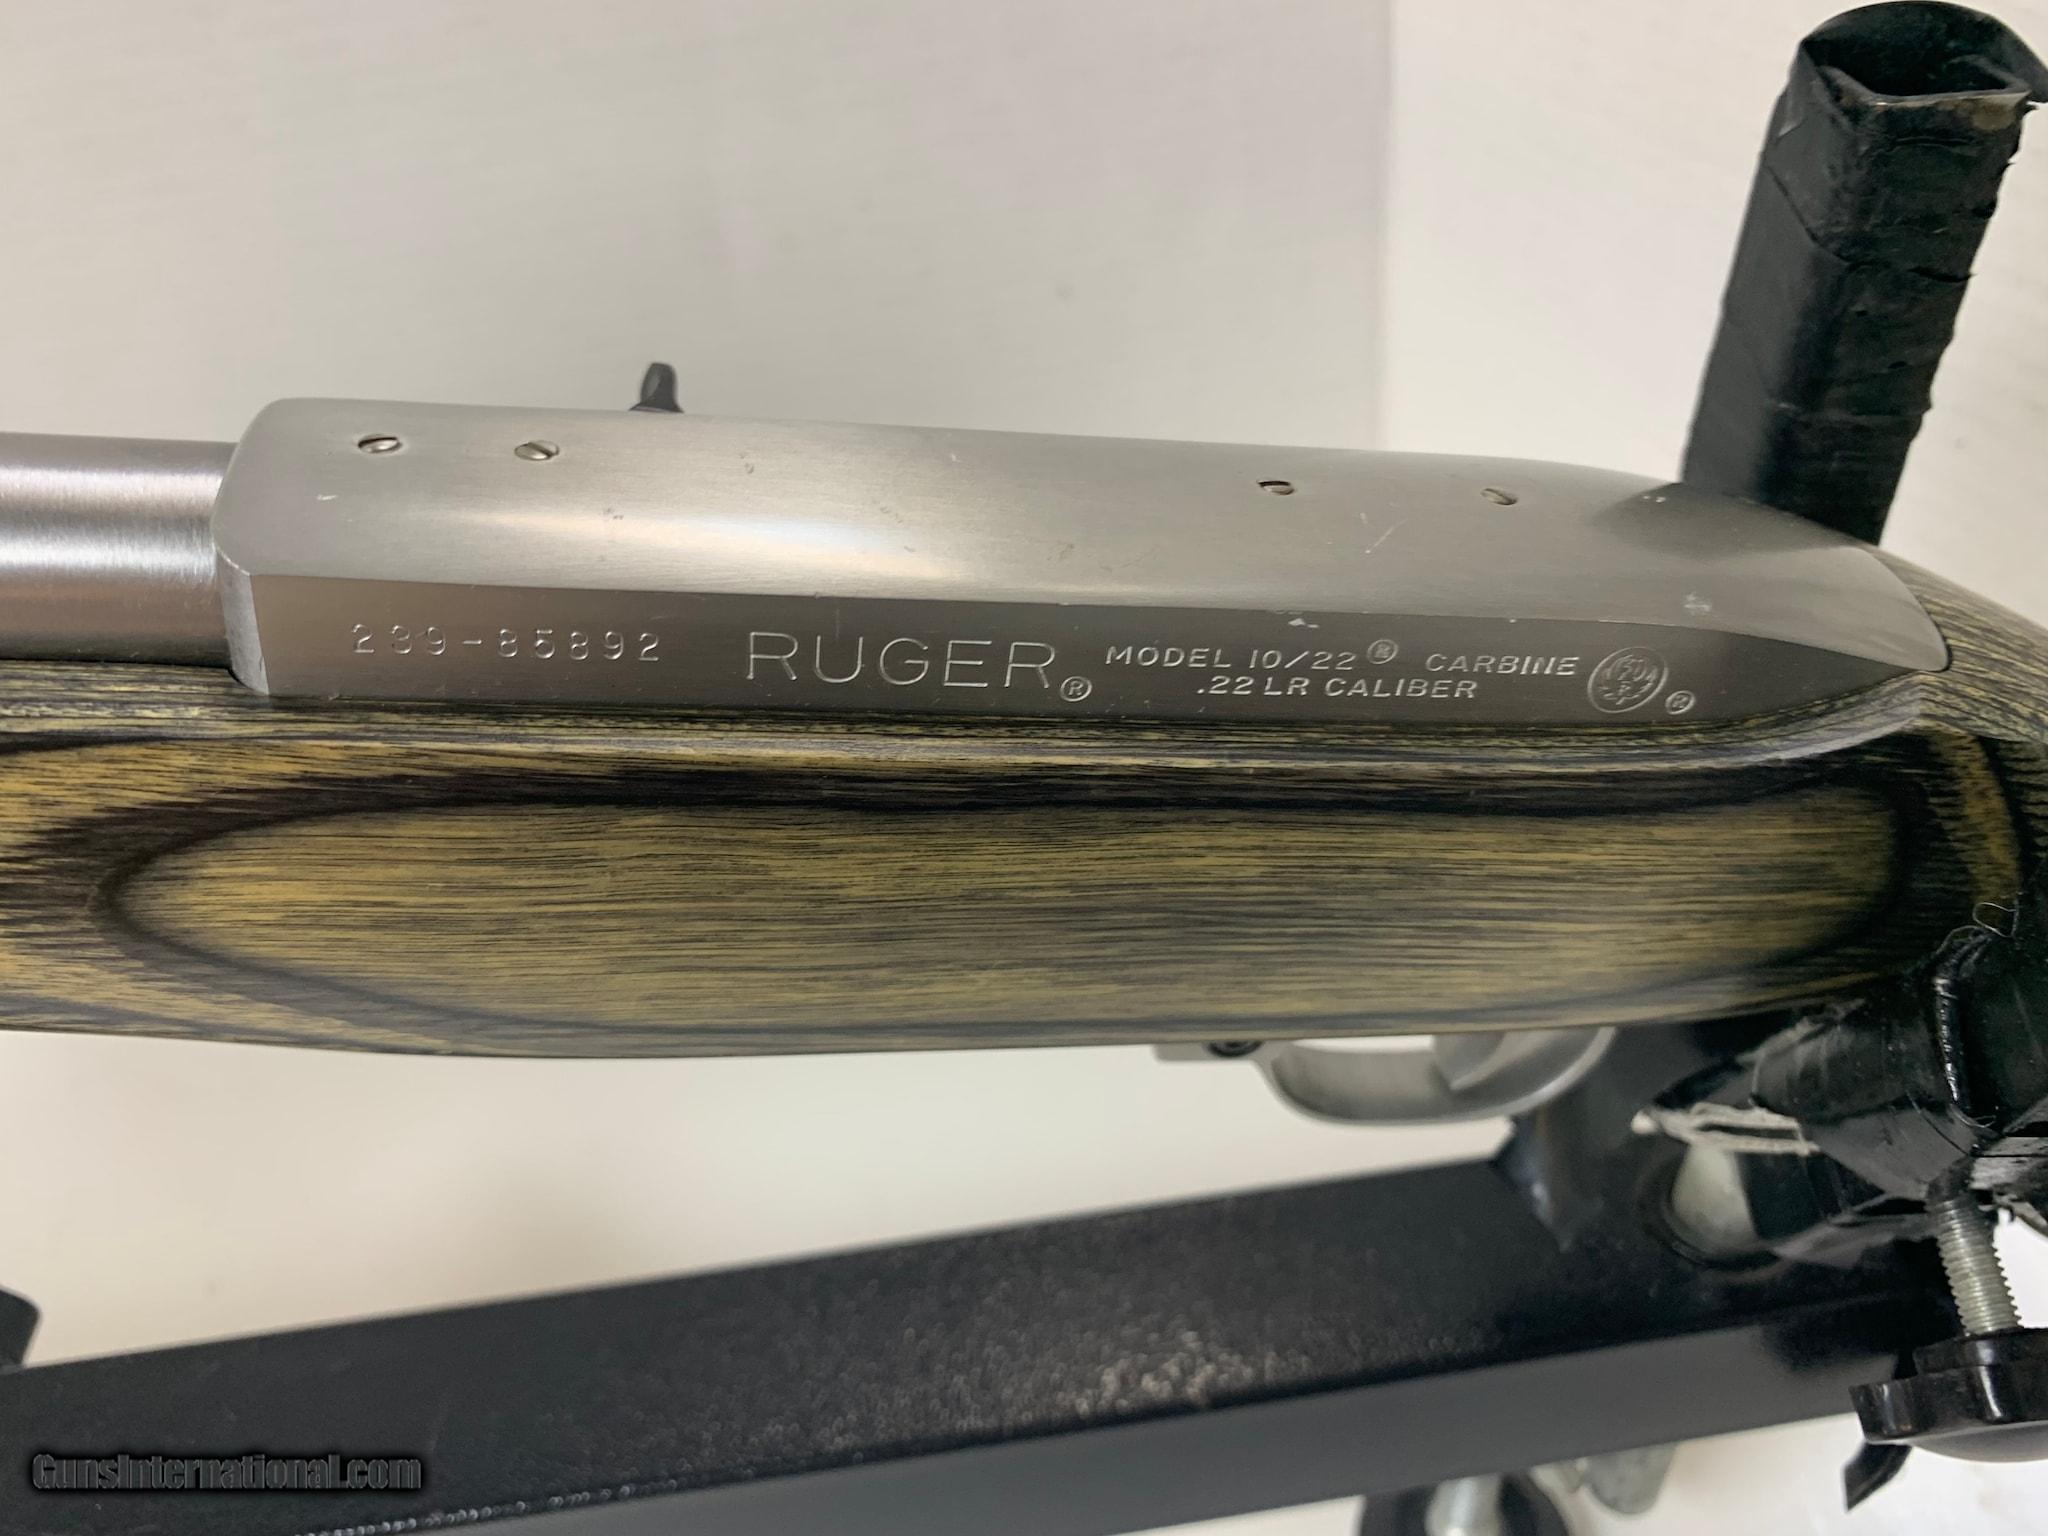 239-85892 RUGER® MODEL 10/22® CARBINE
.22 LR CALIBER ®
GunsInternational.com